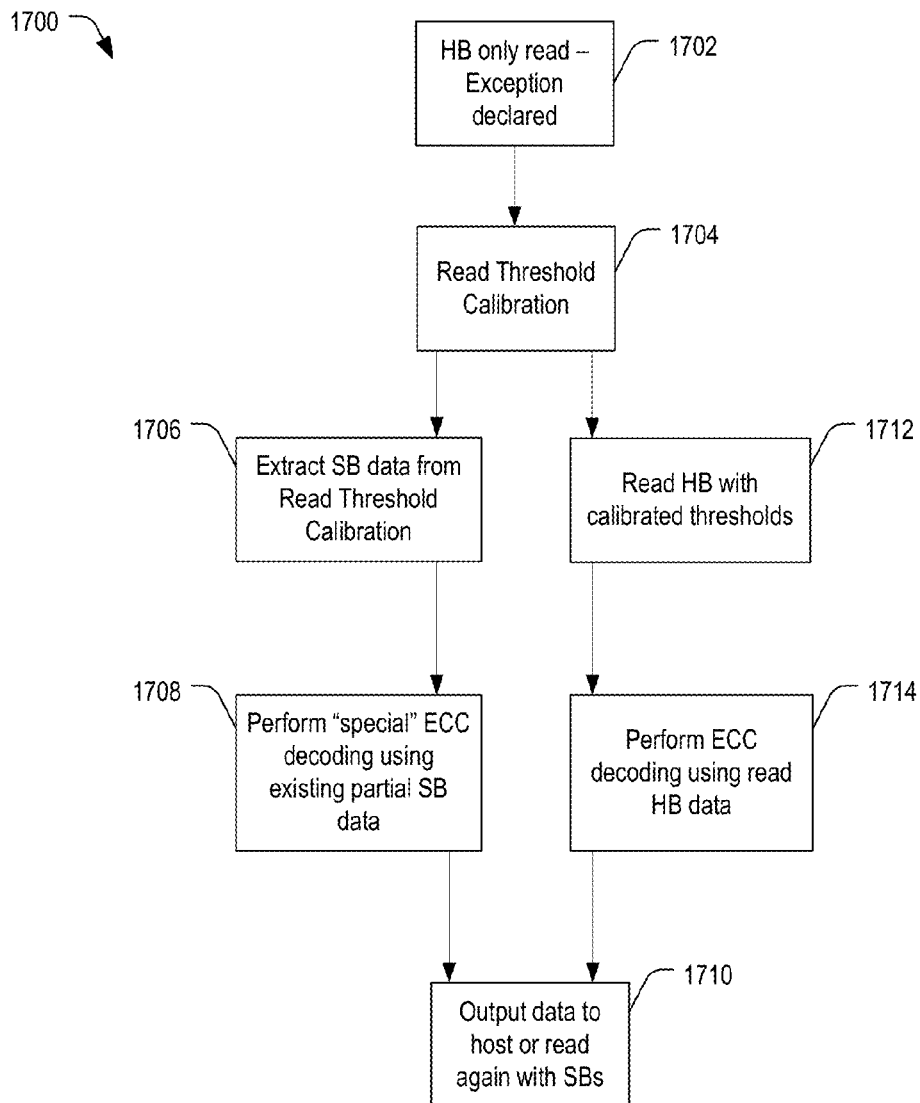 1700
HB only read –
Exception
declared
1702
Read Threshold
Calibration
1704
1706
Extract SB data from
Read Threshold
Calibration
1712
Read HB with
calibrated thresholds
1708
Perform “special” ECC
decoding using
existing partial SB
data
1714
Perform ECC
decoding using read
HB data
1710
Output data to
host or read
again with SBs